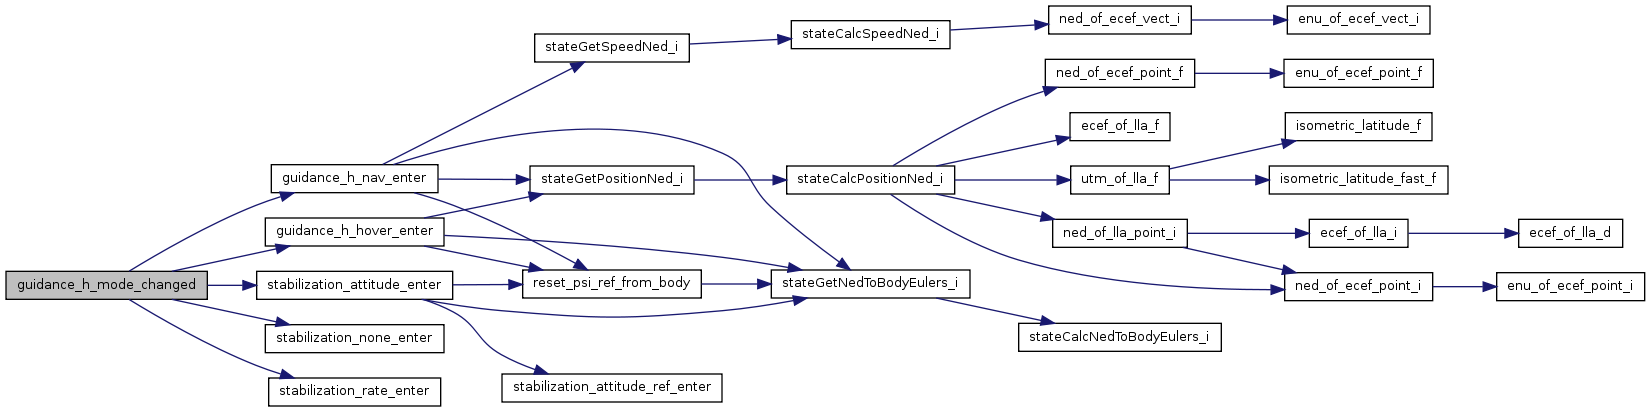 guidance_h_mode_changed
guidance_h_nav_enter
guidance_h_hover_enter
stabilization_attitude_enter
stabilization_none_enter
stabilization_rate_enter
stateGetSpeedNed_i
stateGetPositionNed_i
reset_psi_ref_from_body
stabilization_attitude_ref_enter
stateCalcSpeedNed_i
stateCalcPositionNed_i
stateGetNedToBodyEulers_i
ned_of_ecef_vect_i
ned_of_ecef_point_f
ecef_of_lla_f
utm_of_lla_f
ned_of_lla_point_i
stateCalcNedToBodyEulers_i
enu_of_ecef_vect_i
enu_of_ecef_point_f
isometric_latitude_f
isometric_latitude_fast_f
ecef_of_lla_i
ned_of_ecef_point_i
ecef_of_lla_d
enu_of_ecef_point_i